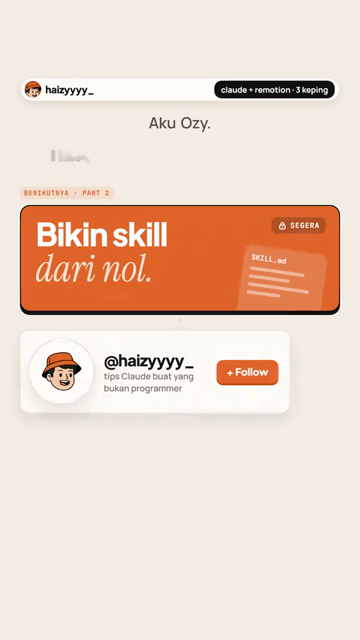 haizyyyy_
claude + remotion · 3 keping
Aku Ozy.
BERIKUTNYA · PART 2
Bikin skill
dari nol.
SEGERA
SKILL.md
@haizyyyy_
tips Claude buat yang
bukan programmer
+ Follow